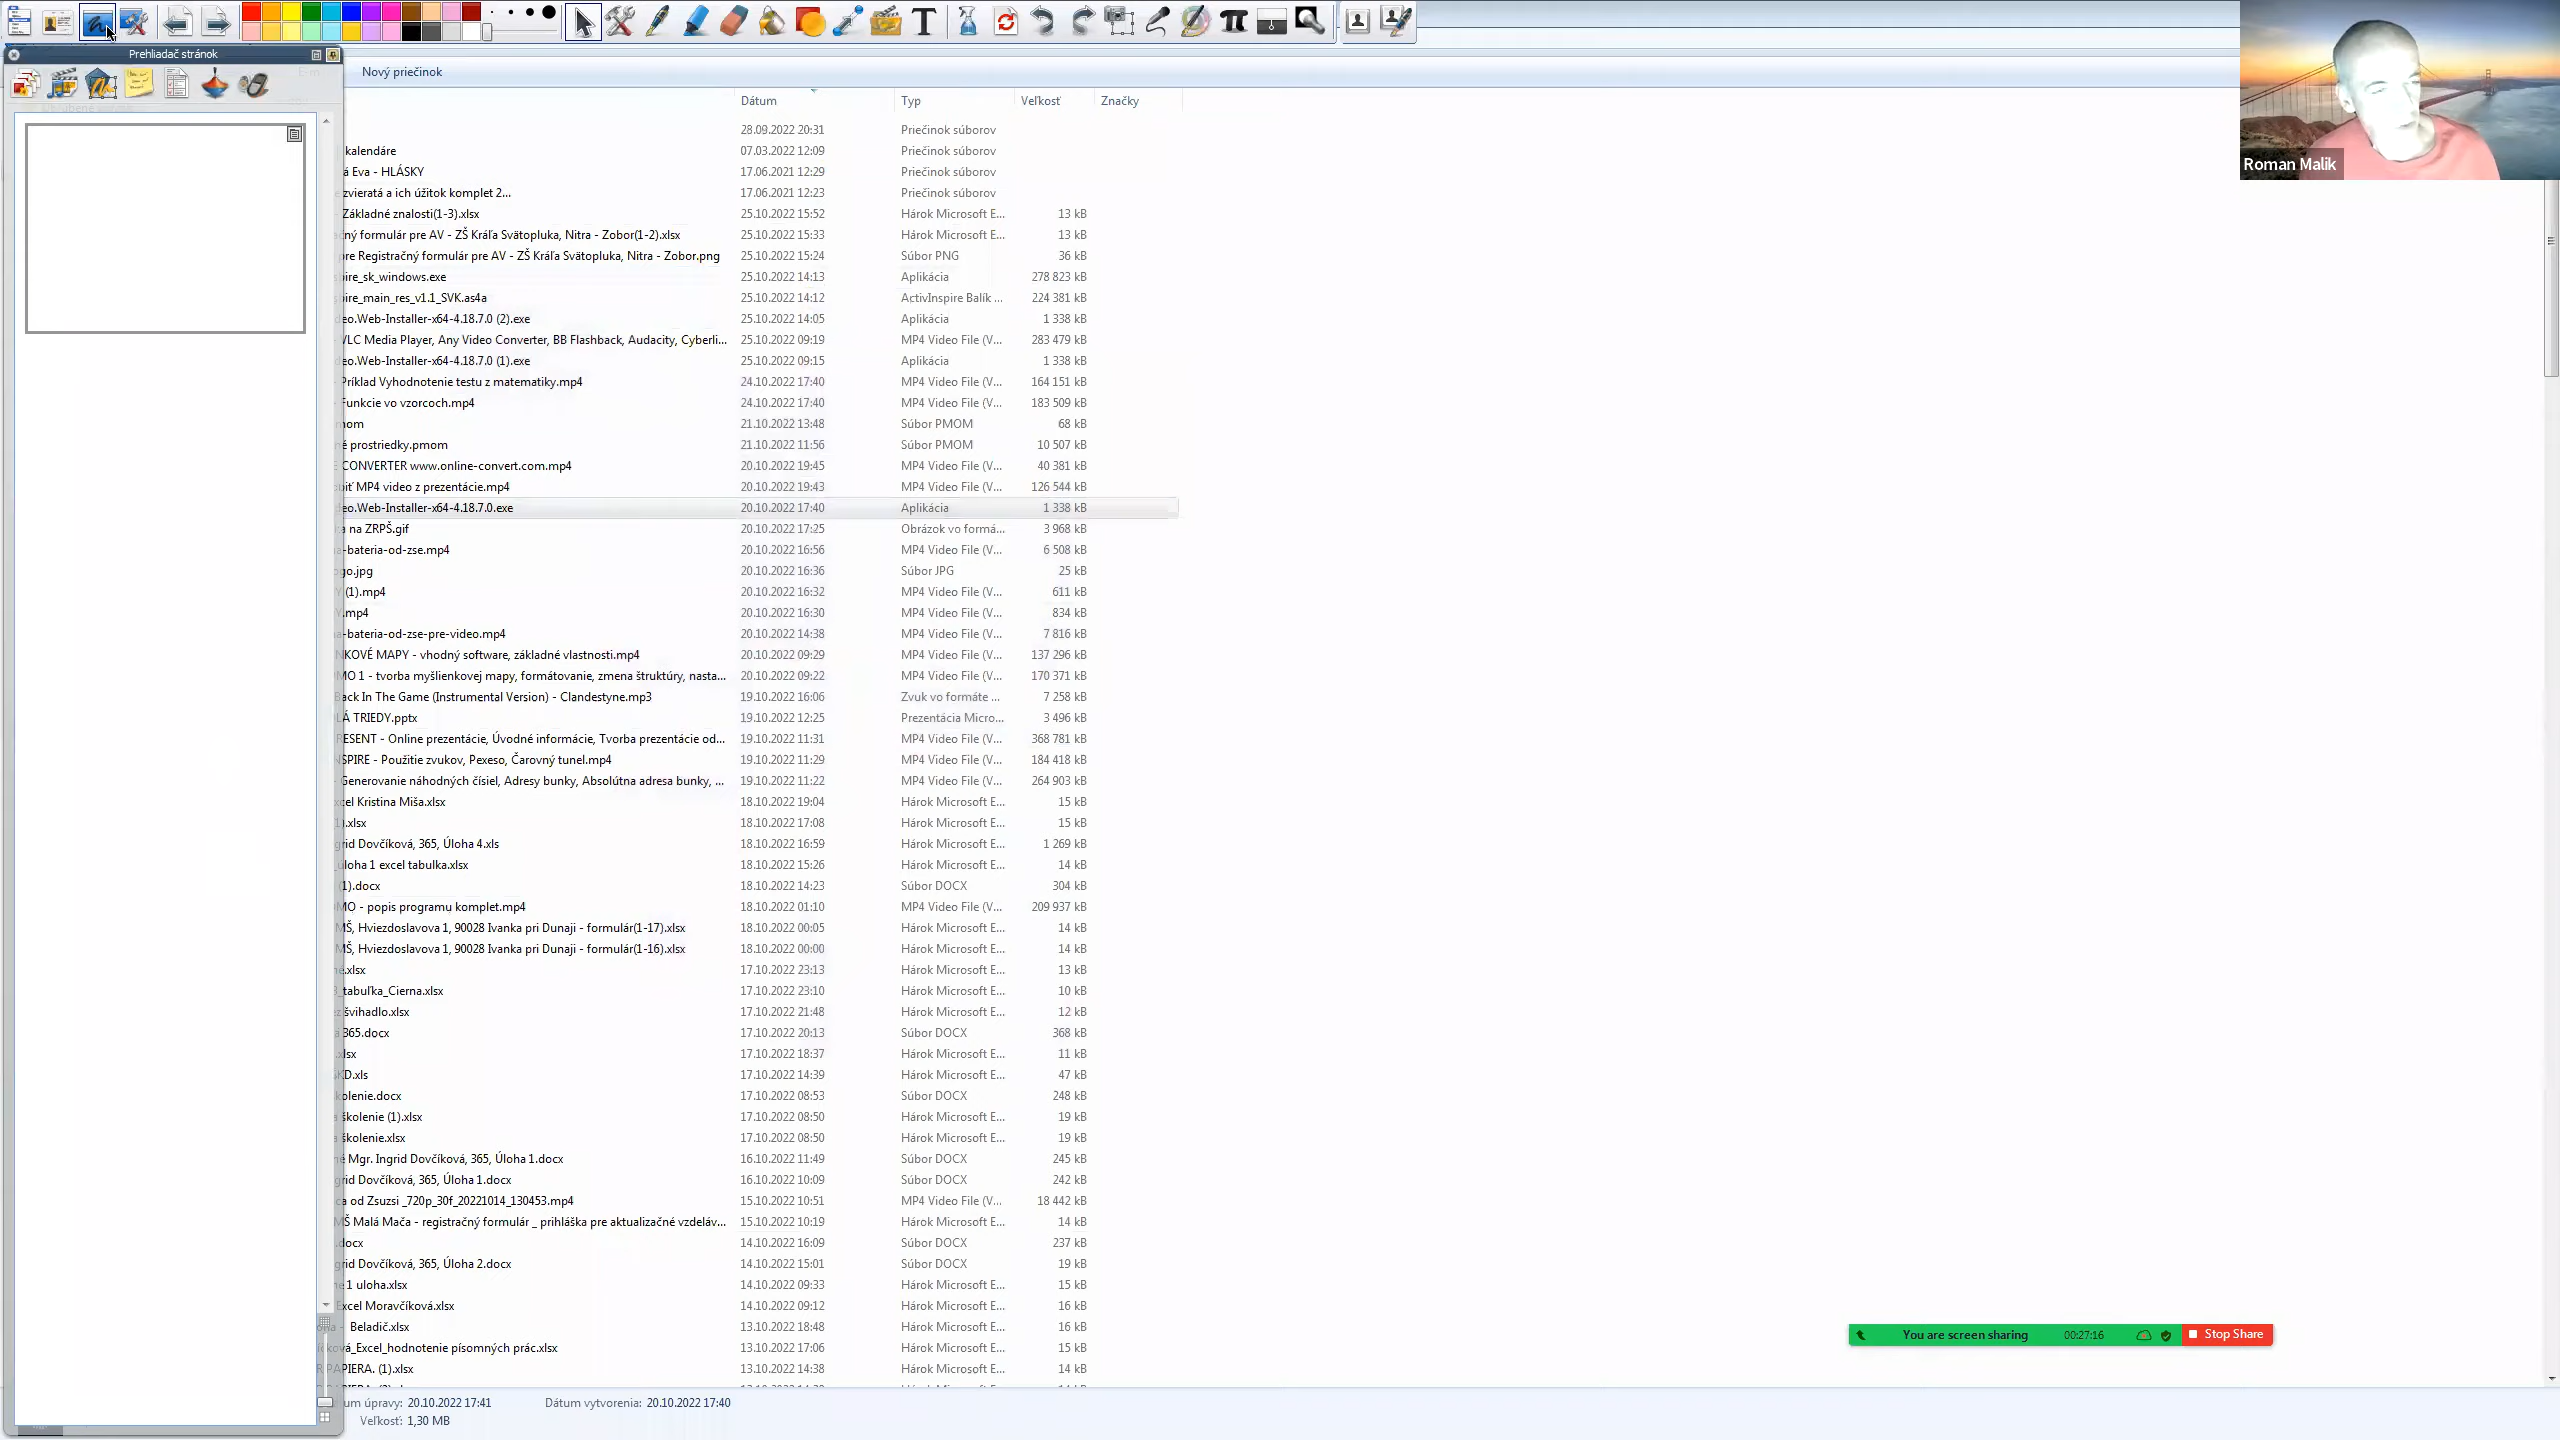 Prehliadač stránok
Nový priečinok
Dátum Typ Veľkosť Značky
28.09.2022 20:31 Priečinok súborov
kalendáre 07.03.2022 12:09 Priečinok súborov
á Eva - HLÁSKY 17.06.2021 12:29 Priečinok súborov
zvieratá a ich úžitok komplet 2... 17.06.2021 12:23 Priečinok súborov
- Základné znalosti(1-3).xlsx 25.10.2022 15:52 Hárok Microsoft E... 13 kB
ačný formulár pre AV - ZŠ Kráľa Svätopluka, Nitra - Zobor(1-2).xlsx 25.10.2022 15:33 Hárok Microsoft E... 13 kB
pre Registračný formulár pre AV - ZŠ Kráľa Svätopluka, Nitra - Zobor.png 25.10.2022 15:24 Súbor PNG 36 kB
pire_sk_windows.exe 25.10.2022 14:13 Aplikácia 278 823 kB
pire_main_res_v1.1_SVK.as4a 25.10.2022 14:12 ActivInspire Balík ... 224 381 kB
deo.Web-Installer-x64-4.18.7.0 (2).exe 25.10.2022 14:05 Aplikácia 1 338 kB
- VLC Media Player, Any Video Converter, BB Flashback, Audacity, Cyberli... 25.10.2022 09:19 MP4 Video File (V... 283 479 kB
deo.Web-Installer-x64-4.18.7.0 (1).exe 25.10.2022 09:15 Aplikácia 1 338 kB
- Príklad Vyhodnotenie testu z matematiky.mp4 24.10.2022 17:40 MP4 Video File (V... 164 151 kB
- Funkcie vo vzorcoch.mp4 24.10.2022 17:40 MP4 Video File (V... 183 509 kB
mom 21.10.2022 13:48 Súbor PMOM 68 kB
né prostriedky.pmom 21.10.2022 11:56 Súbor PMOM 10 507 kB
E CONVERTER www.online-convert.com.mp4 20.10.2022 19:45 MP4 Video File (V... 40 381 kB
biť MP4 video z prezentácie.mp4 20.10.2022 19:43 MP4 Video File (V... 126 544 kB
deo.Web-Installer-x64-4.18.7.0.exe 20.10.2022 17:40 Aplikácia 1 338 kB
ka na ZRPŠ.gif 20.10.2022 17:25 Obrázok vo formá... 3 968 kB
na-bateria-od-zse.mp4 20.10.2022 16:56 MP4 Video File (V... 6 508 kB
ogo.jpg 20.10.2022 16:36 Súbor JPG 25 kB
Y (1).mp4 20.10.2022 16:32 MP4 Video File (V... 611 kB
Y.mp4 20.10.2022 16:30 MP4 Video File (V... 834 kB
na-bateria-od-zse-pre-video.mp4 20.10.2022 14:38 MP4 Video File (V... 7 816 kB
NKOVÉ MAPY - vhodný software, základné vlastnosti.mp4 20.10.2022 09:29 MP4 Video File (V... 137 296 kB
MO 1 - tvorba myšlienkovej mapy, formátovanie, zmena štruktúry, nasta... 20.10.2022 09:22 MP4 Video File (V... 170 371 kB
Back In The Game (Instrumental Version) - Clandestyne.mp3 19.10.2022 16:06 Zvuk vo formáte ... 7 258 kB
LÁ TRIEDY.pptx 19.10.2022 12:25 Prezentácia Micro... 3 496 kB
RESENT - Online prezentácie, Úvodné informácie, Tvorba prezentácie od... 19.10.2022 11:31 MP4 Video File (V... 368 781 kB
NSPIRE - Použitie zvukov, Pexeso, Čarovný tunel.mp4 19.10.2022 11:29 MP4 Video File (V... 184 418 kB
- Generovanie náhodných čísiel, Adresy bunky, Absolútna adresa bunky, ... 19.10.2022 11:22 MP4 Video File (V... 264 903 kB
xcel Kristina Miša.xlsx 18.10.2022 19:04 Hárok Microsoft E... 15 kB
1).xlsx 18.10.2022 17:08 Hárok Microsoft E... 15 kB
grid Dovčíková, 365, Úloha 4.xls 18.10.2022 16:59 Hárok Microsoft E... 1 269 kB
_úloha 1 excel tabulka.xlsx 18.10.2022 15:26 Hárok Microsoft E... 14 kB
(1).docx 18.10.2022 14:23 Súbor DOCX 304 kB
MO - popis programu komplet.mp4 18.10.2022 01:10 MP4 Video File (V... 209 937 kB
MŠ, Hviezdoslavova 1, 90028 Ivanka pri Dunaji - formulár(1-17).xlsx 18.10.2022 00:05 Hárok Microsoft E... 14 kB
MŠ, Hviezdoslavova 1, 90028 Ivanka pri Dunaji - formulár(1-16).xlsx 18.10.2022 00:00 Hárok Microsoft E... 14 kB
né.xlsx 17.10.2022 23:13 Hárok Microsoft E... 13 kB
3_tabuľka_Cierna.xlsx 17.10.2022 23:10 Hárok Microsoft E... 10 kB
ez švihadlo.xlsx 17.10.2022 21:48 Hárok Microsoft E... 12 kB
á 365.docx 17.10.2022 20:13 Súbor DOCX 368 kB
.xlsx 17.10.2022 18:37 Hárok Microsoft E... 11 kB
KD.xls 17.10.2022 14:39 Hárok Microsoft E... 47 kB
kolenie.docx 17.10.2022 08:53 Súbor DOCX 248 kB
a školenie (1).xlsx 17.10.2022 08:50 Hárok Microsoft E... 19 kB
a školenie.xlsx 17.10.2022 08:50 Hárok Microsoft E... 19 kB
né Mgr. Ingrid Dovčíková, 365, Úloha 1.docx 16.10.2022 11:49 Súbor DOCX 245 kB
grid Dovčíková, 365, Úloha 1.docx 16.10.2022 10:09 Súbor DOCX 242 kB
ca od Zsuzsi _720p_30f_20221014_130453.mp4 15.10.2022 10:51 MP4 Video File (V... 18 442 kB
MŠ Malá Mača - registračný formulár _ prihláška pre aktualizačné vzdeláv... 15.10.2022 10:19 Hárok Microsoft E... 14 kB
.docx 14.10.2022 16:09 Súbor DOCX 237 kB
grid Dovčíková, 365, Úloha 2.docx 14.10.2022 15:01 Súbor DOCX 19 kB
ne 1 uloha.xlsx 14.10.2022 09:33 Hárok Microsoft E... 15 kB
Excel Moravčíková.xlsx 14.10.2022 09:12 Hárok Microsoft E... 16 kB
- Beladič.xlsx 13.10.2022 18:48 Hárok Microsoft E... 16 kB
ková_Excel_hodnotenie písomných prác.xlsx 13.10.2022 17:06 Hárok Microsoft E... 15 kB
R PAPIERA. (1).xlsx 13.10.2022 14:38 Hárok Microsoft E... 14 kB
um úpravy: 20.10.2022 17:41 Dátum vytvorenia: 20.10.2022 17:40
Veľkosť: 1,30 MB
Roman Malik
You are screen sharing 00:27:16 Stop Share